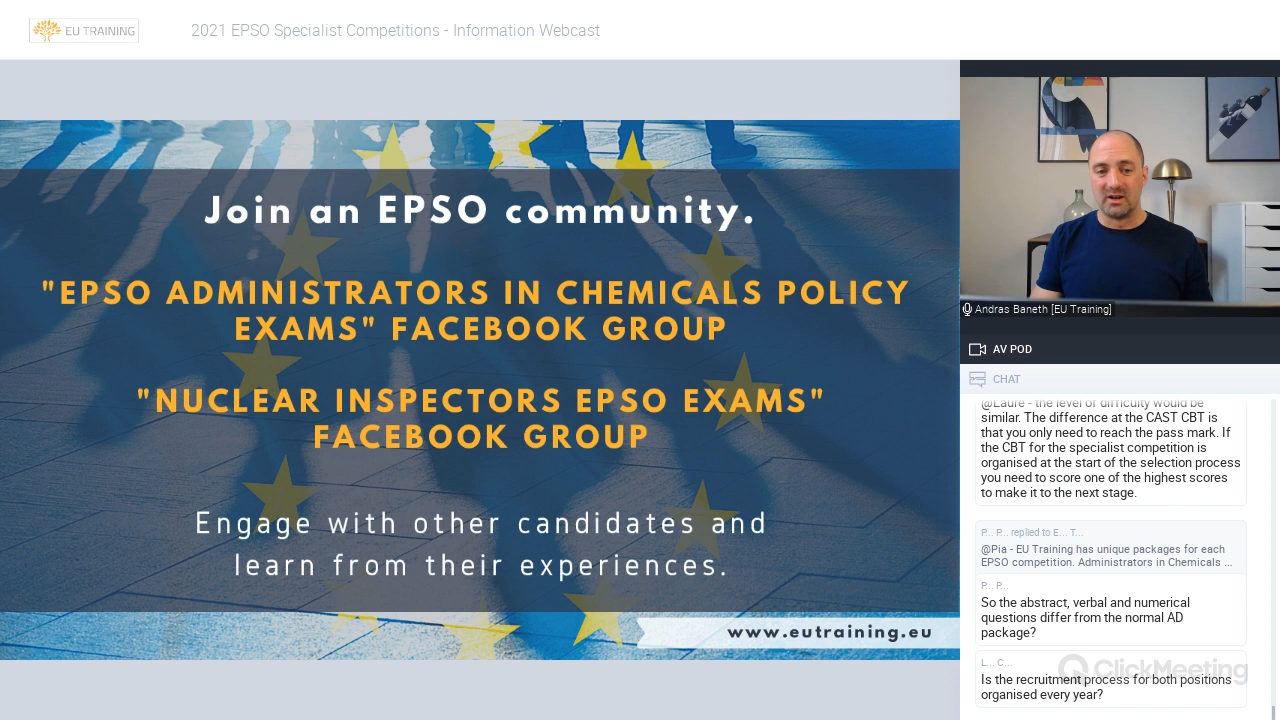 EU TRAINING
2021 EPSO Specialist Competitions - Information Webcast
Join an EPSO community.
"EPSO ADMINISTRATORS IN CHEMICALS POLICY
EXAMS" FACEBOOK GROUP
"NUCLEAR INSPECTORS EPSO EXAMS"
FACEBOOK GROUP
Engage with other candidates and
learn from their experiences.
www.eutraining.eu
Andras Baneth [EU Training]
AV POD
CHAT
@Laure - the level of difficulty would be
similar. The difference at the CAST CBT is
that you only need to reach the pass mark. If
the CBT for the specialist competition is
organised at the start of the selection process
you need to score one of the highest scores
to make it to the next stage.
P... P... replied to E... T...
@Pia - EU Training has unique packages for each
EPSO competition. Administrators in Chemicals ...
P... P...
So the abstract, verbal and numerical
questions differ from the normal AD
package?
L... C...
Is the recruitment process for both positions
organised every year?
ClickMeeting